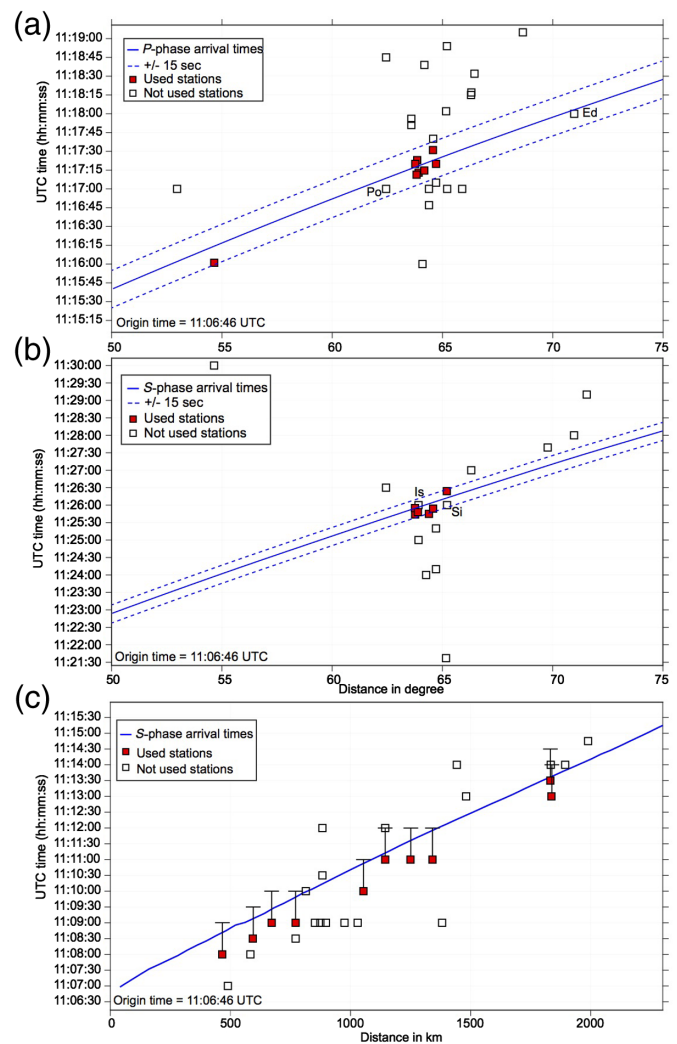 (a)
11:19:00
11:18:45
11:18:30
11:18:15
11:18:00
11:17:45
11:17:30
11:17:15
11:17:00
11:16:45
11:16:30
11:16:15
11:16:00
11:15:45
11:15:30
11:15:15
UTC time (hh:mm:ss)
P-phase arrival times
+/- 15 sec
Used stations
Not used stations
Ed
Po
Origin time = 11:06:46 UTC
50 55 60 65 70 75
(b)
11:30:00
11:29:30
11:29:00
11:28:30
11:28:00
11:27:30
11:27:00
11:26:30
11:26:00
11:25:30
11:25:00
11:24:30
11:24:00
11:23:30
11:23:00
11:22:30
11:22:00
11:21:30
UTC time (hh:mm:ss)
S-phase arrival times
+/- 15 sec
Used stations
Not used stations
Is
Si
Origin time = 11:06:46 UTC
50 55 60 65 70 75
Distance in degree
(c)
11:15:30
11:15:00
11:14:30
11:14:00
11:13:30
11:13:00
11:12:30
11:12:00
11:11:30
11:11:00
11:10:30
11:10:00
11:09:30
11:09:00
11:08:30
11:08:00
11:07:30
11:07:00
11:06:30
UTC time (hh:mm:ss)
S-phase arrival times
Used stations
Not used stations
Origin time = 11:06:46 UTC
0 500 1000 1500 2000
Distance in km